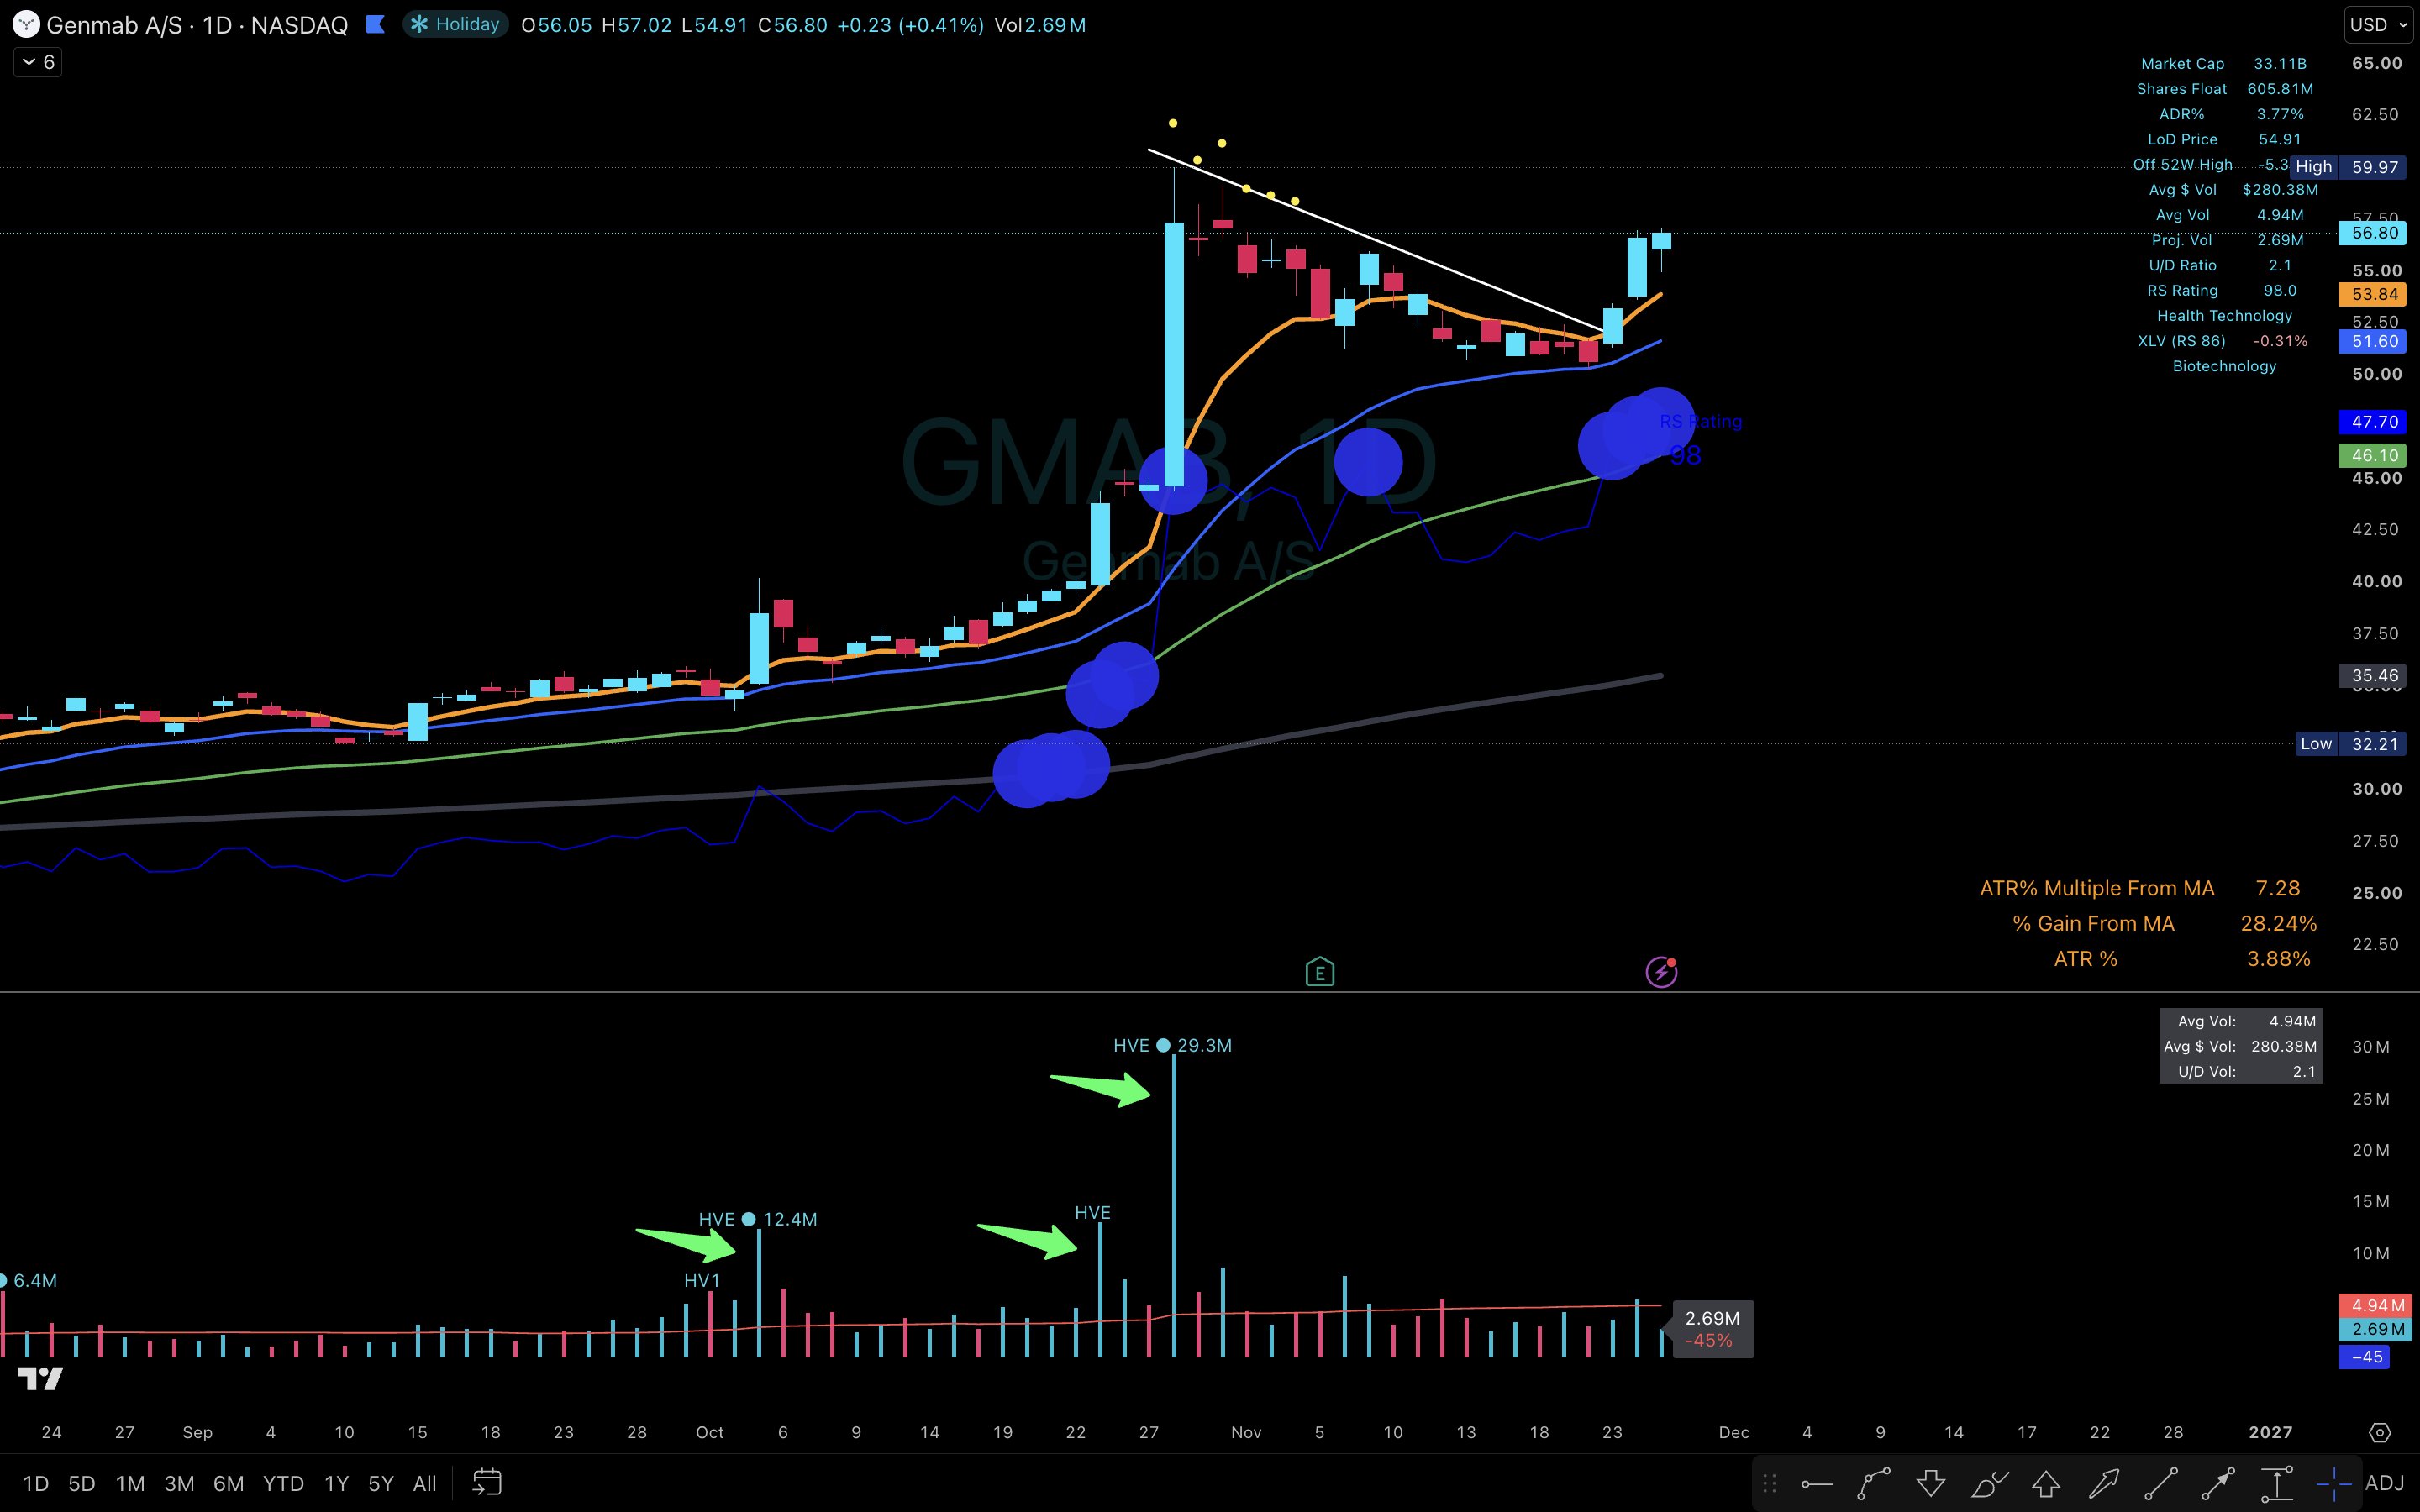 Genmab A/S · 1D · NASDAQ Holiday O56.05 H57.02 L54.91 C56.80 +0.23 (+0.41%) Vol2.69M
USD
6
65.00
Market Cap 33.11B
Shares Float 605.81M
ADR% 3.77%
62.50
LoD Price 54.91
Off 52W High -5.3
High 59.97
Avg $ Vol $280.38M
Avg Vol 4.94M
57.50
56.80
Proj. Vol 2.69M
U/D Ratio 2.1
55.00
RS Rating 98.0
53.84
Health Technology
52.50
XLV (RS 86) -0.31%
51.60
Biotechnology
50.00
GMAB, 1D
Genmab A/S
RS Rating
98
47.70
46.10
45.00
42.50
40.00
37.50
35.46
Low 32.21
30.00
27.50
25.00
22.50
ATR% Multiple From MA 7.28
% Gain From MA 28.24%
ATR % 3.88%
E
Avg Vol: 4.94M
Avg $ Vol: 280.38M
U/D Vol: 2.1
HVE 29.3M
30 M
25 M
20 M
15 M
10 M
HVE
HVE 12.4M
HV1
6.4M
2.69M
-45%
4.94 M
2.69 M
−45
24 27 Sep 4 10 15 18 23 28 Oct 6 9 14 19 22 27 Nov 5 10 13 18 23 Dec 4 9 14 17 22 28 2027
1D 5D 1M 3M 6M YTD 1Y 5Y All
ADJ